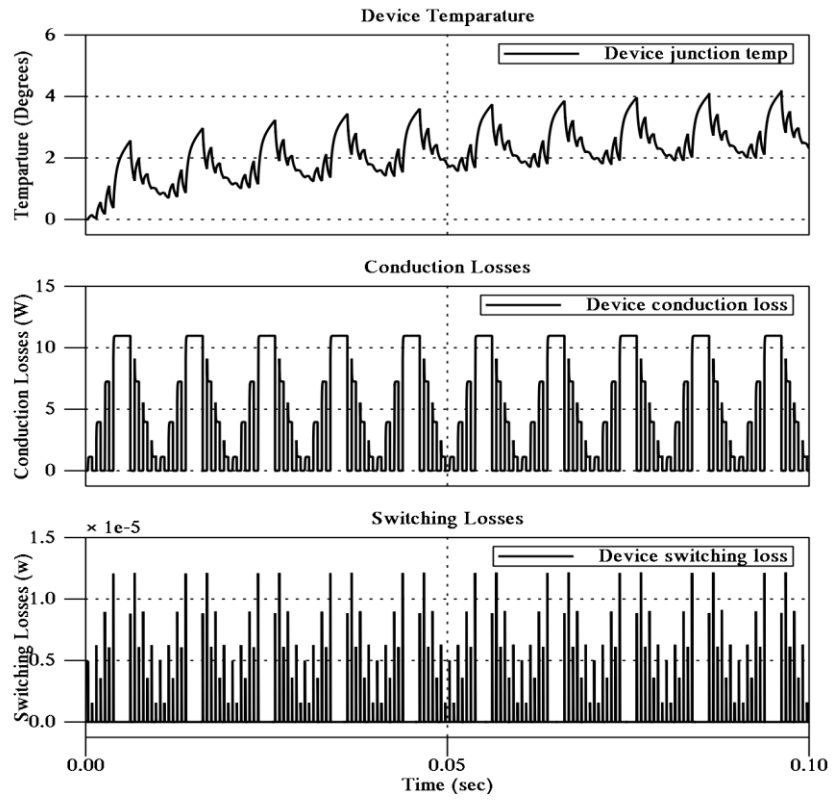 Device Temparature
6
Device junction temp
4
2
0
Temparture (Degrees)
Conduction Losses
15
Device conduction loss
10
5
0
Conduction Losses (W)
Switching Losses
× 1e-5
1.5
Device switching loss
1.0
0.5
0.0
Switching Losses (w)
0.00 0.05 0.10
Time (sec)